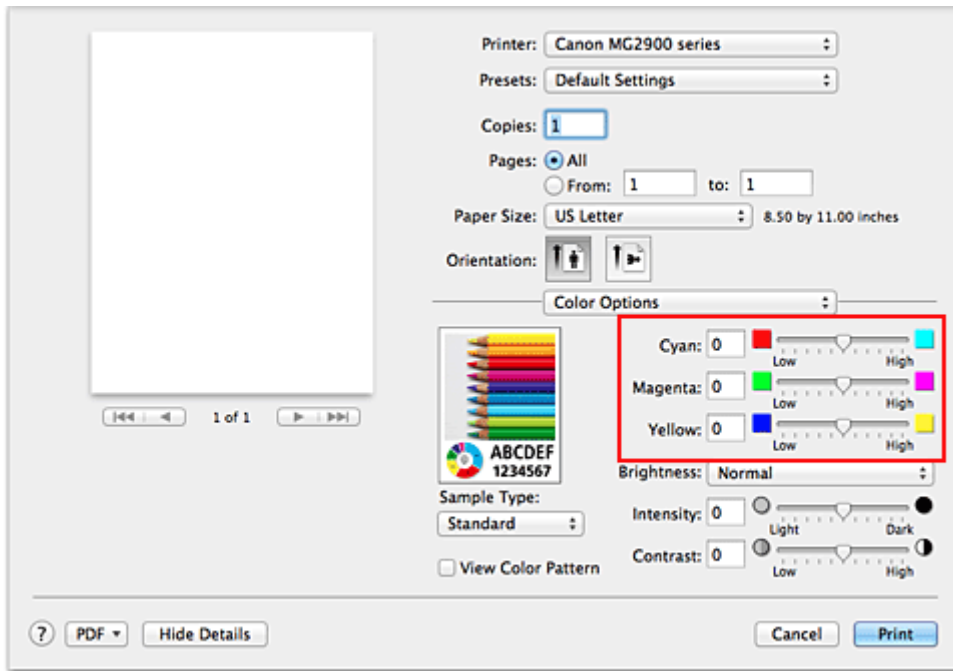 Printer: Canon MG2900 series
Presets: Default Settings
Copies: 1
Pages: All
From: 1 to: 1
Paper Size: US Letter 8.50 by 11.00 inches
Orientation:
Color Options
1 of 1
ABCDEF
1234567
Sample Type:
Standard
View Color Pattern
Cyan: 0
Low High
Magenta: 0
Low High
Yellow: 0
Low High
Brightness: Normal
Intensity: 0
Light Dark
Contrast: 0
Low High
? PDF Hide Details Cancel Print